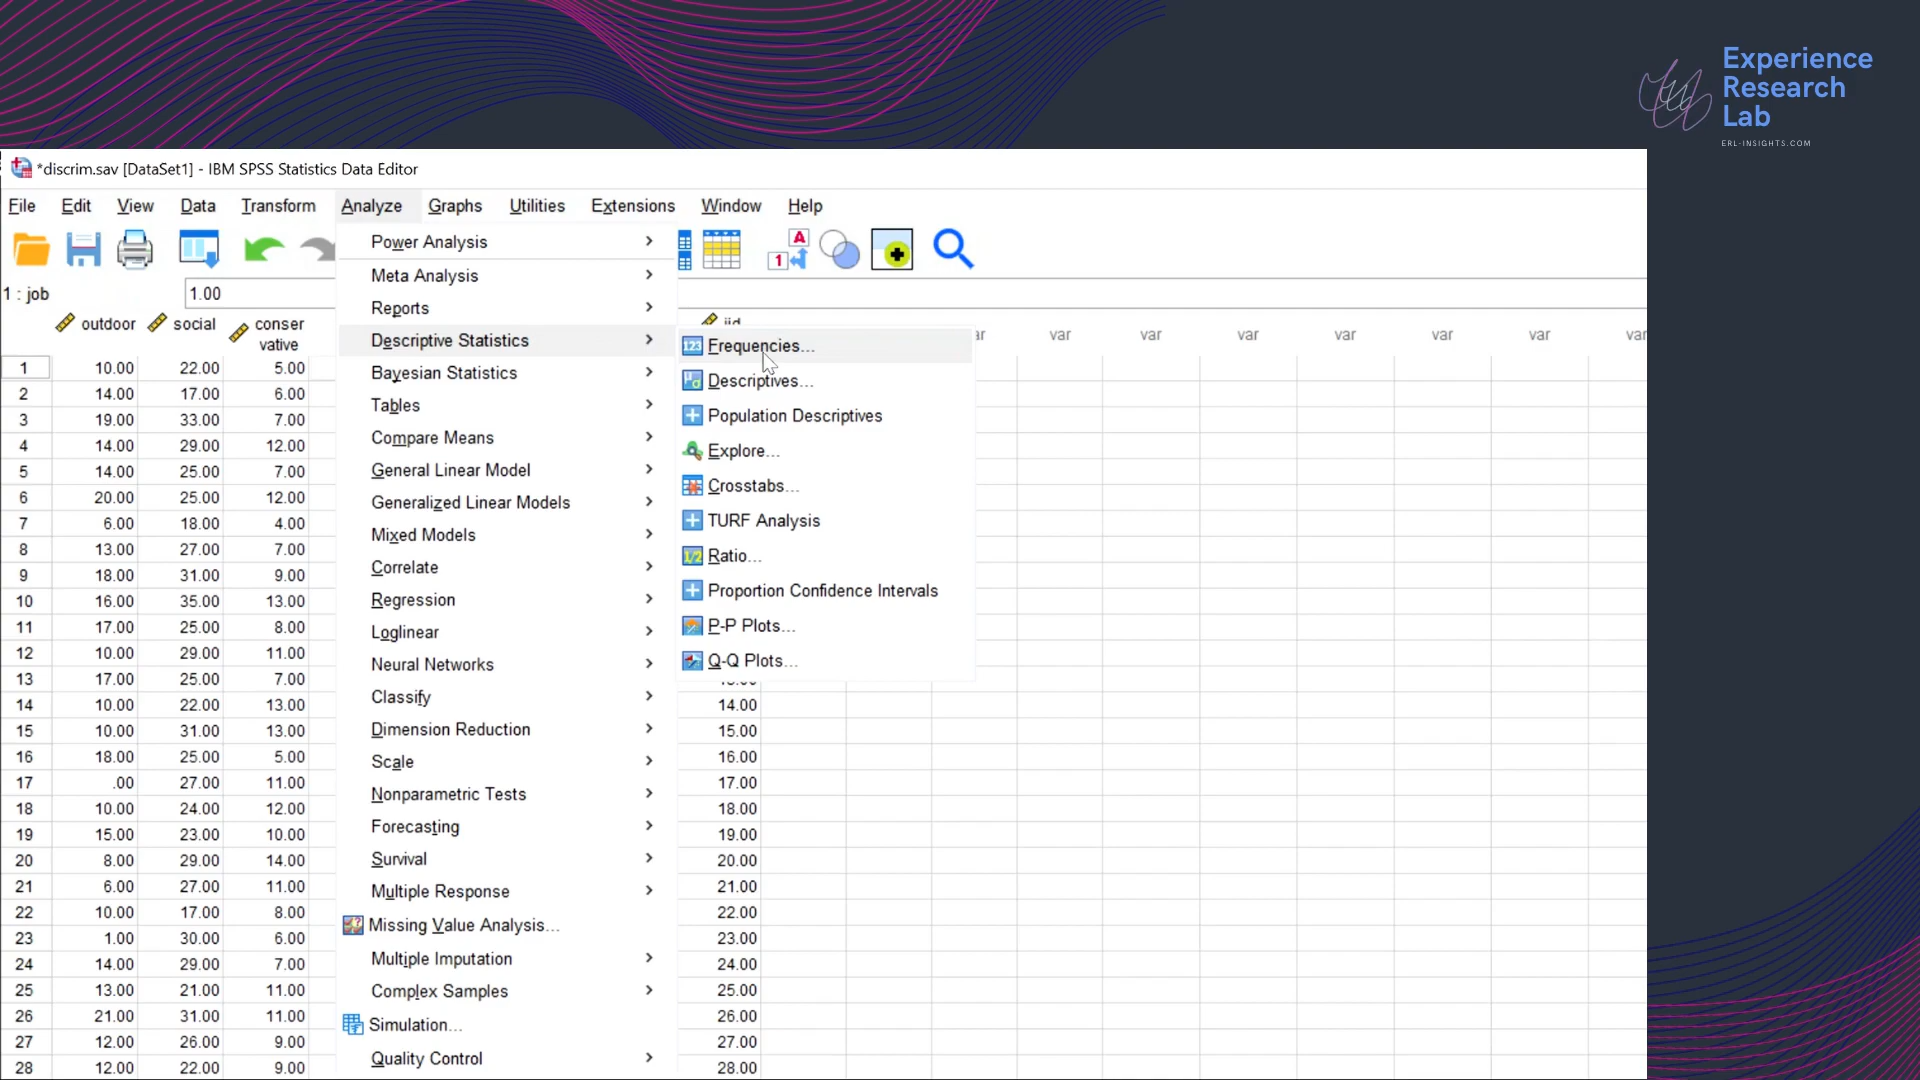 Experience
Research
Lab
ERL-INSIGHTS.COM
*discrim.sav [DataSet1] - IBM SPSS Statistics Data Editor
File Edit View Data Transform Analyze Graphs Utilities Extensions Window Help
1 : job 1.00
outdoor social conser vative
var var var var var var
Power Analysis
Meta Analysis
Reports
Descriptive Statistics
Bayesian Statistics
Tables
Compare Means
General Linear Model
Generalized Linear Models
Mixed Models
Correlate
Regression
Loglinear
Neural Networks
Classify
Dimension Reduction
Scale
Nonparametric Tests
Forecasting
Survival
Multiple Response
Missing Value Analysis...
Multiple Imputation
Complex Samples
Simulation...
Quality Control
Frequencies...
Descriptives...
Population Descriptives
Explore...
Crosstabs...
TURF Analysis
Ratio...
Proportion Confidence Intervals
P-P Plots...
Q-Q Plots...
1 10.00 22.00 5.00
2 14.00 17.00 6.00
3 19.00 33.00 7.00
4 14.00 29.00 12.00
5 14.00 25.00 7.00
6 20.00 25.00 12.00
7 6.00 18.00 4.00
8 13.00 27.00 7.00
9 18.00 31.00 9.00
10 16.00 35.00 13.00
11 17.00 25.00 8.00
12 10.00 29.00 11.00
13 17.00 25.00 7.00
14 10.00 22.00 13.00 14.00
15 10.00 31.00 13.00 15.00
16 18.00 25.00 5.00 16.00
17 .00 27.00 11.00 17.00
18 10.00 24.00 12.00 18.00
19 15.00 23.00 10.00 19.00
20 8.00 29.00 14.00 20.00
21 6.00 27.00 11.00 21.00
22 10.00 17.00 8.00 22.00
23 1.00 30.00 6.00 23.00
24 14.00 29.00 7.00 24.00
25 13.00 21.00 11.00 25.00
26 21.00 31.00 11.00 26.00
27 12.00 26.00 9.00 27.00
28 12.00 22.00 9.00 28.00